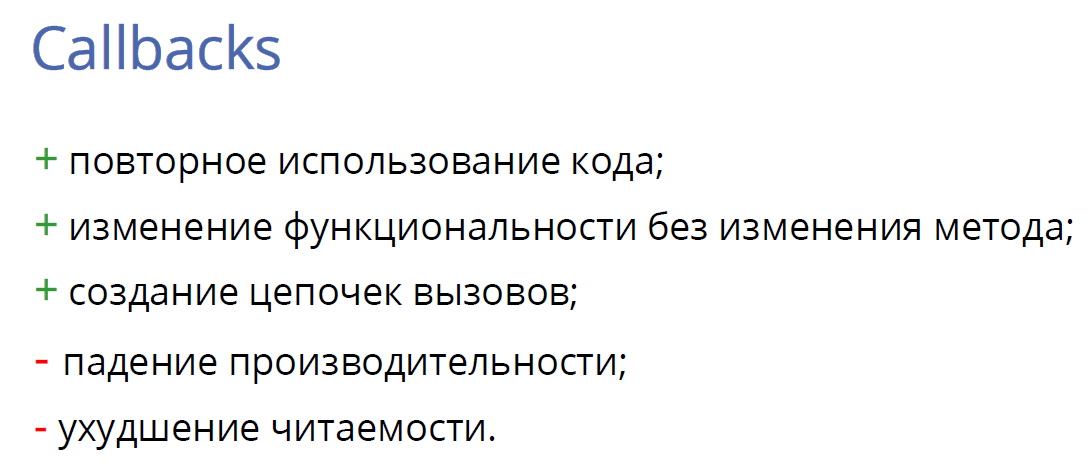 Callbacks
+ повторное использование кода;
+ изменение функциональности без изменения метода;
+ создание цепочек вызовов;
- падение производительности;
- ухудшение читаемости.